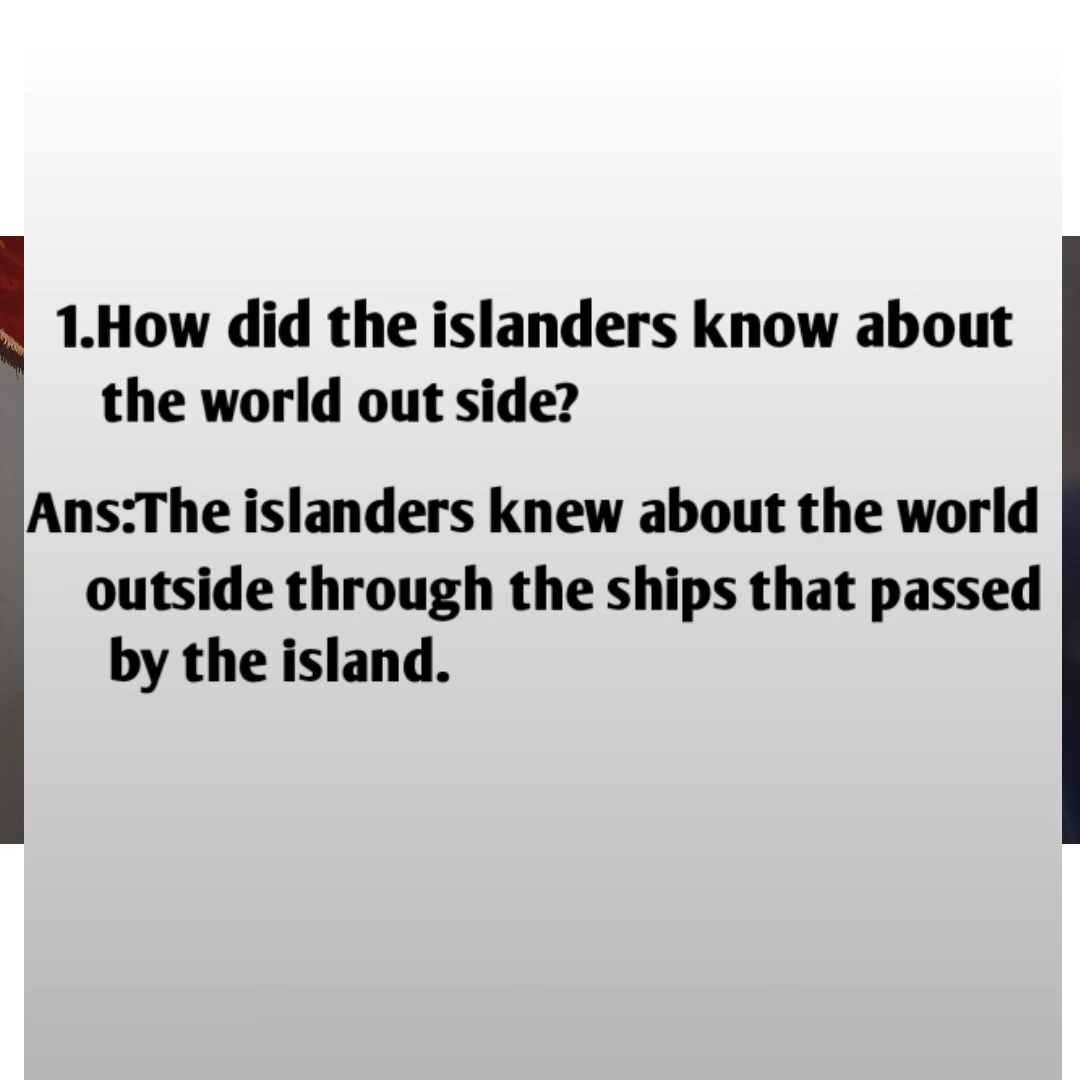 1.How did the islanders know about
the world out side?
Ans:The islanders knew about the world
outside through the ships that passed
by the island.